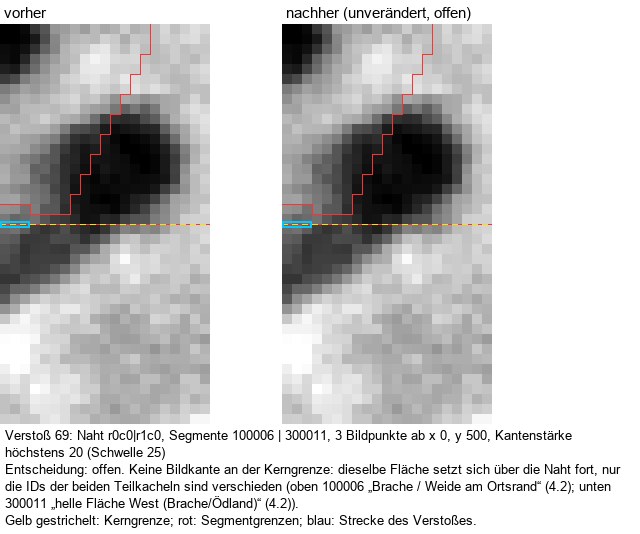 vorher
nachher (unverändert, offen)
Verstoß 69: Naht r0c0|r1c0, Segmente 100006 | 300011, 3 Bildpunkte ab x 0, y 500, Kantenstärke
höchstens 20 (Schwelle 25)
Entscheidung: offen. Keine Bildkante an der Kerngrenze: dieselbe Fläche setzt sich über die Naht fort, nur
die IDs der beiden Teilkacheln sind verschieden (oben 100006 „Brache / Weide am Ortsrand“ (4.2); unten
300011 „helle Fläche West (Brache/Ödland)“ (4.2)).
Gelb gestrichelt: Kerngrenze; rot: Segmentgrenzen; blau: Strecke des Verstoßes.